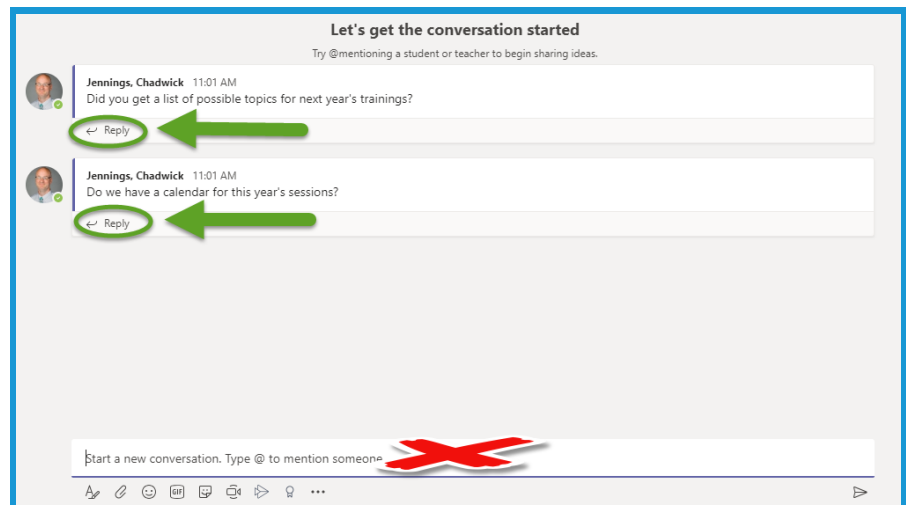 Let's get the conversation started
Try @mentioning a student or teacher to begin sharing ideas.
Jennings, Chadwick 11:01 AM
Did you get a list of possible topics for next year's trainings?
Reply
Jennings, Chadwick 11:01 AM
Do we have a calendar for this year's sessions?
Reply
Start a new conversation. Type @ to mention someone
GIF